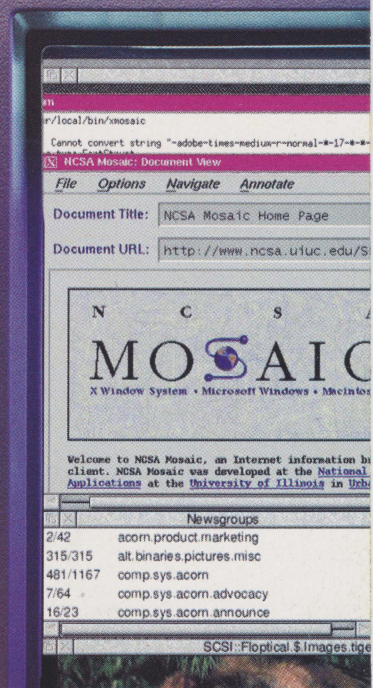 m
r/local/bin/xmosaic
Cannot convert string "-adobe-times-medium-r-normal-*-17-*-*-
NCSA Mosaic: Document View
File Options Navigate Annotate
Document Title: NCSA Mosaic Home Page
Document URL: http://www.ncsa.uiuc.edu/S
N C S A
MOSAIC
X Window System • Microsoft Windows • Macintos
Welcome to NCSA Mosaic, an Internet information b
client. NCSA Mosaic was developed at the National
Applications at the University of Illinois in Urb
Newsgroups
2/42 acorn.product.marketing
315/315 alt.binaries.pictures.misc
481/1167 comp.sys.acorn
7/64 comp.sys.acorn.advocacy
16/23 comp.sys.acorn.announce
SCSI::Floptical.$.Images.tige